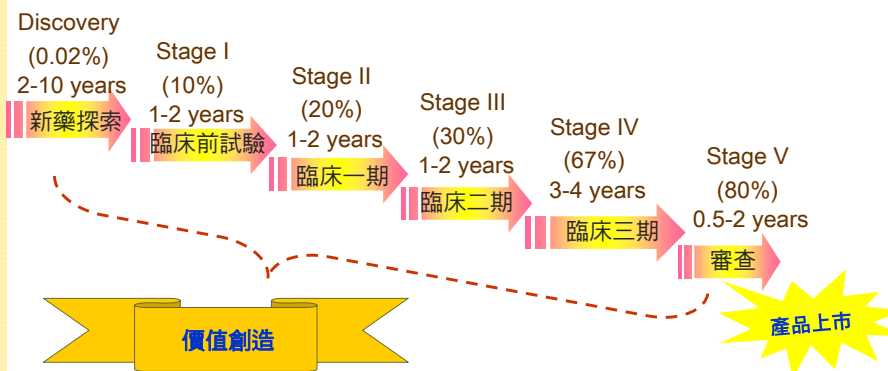 Discovery
(0.02%)
2-10 years
新藥探索
Stage I
(10%)
1-2 years
臨床前試驗
Stage II
(20%)
1-2 years
臨床一期
Stage III
(30%)
1-2 years
臨床二期
Stage IV
(67%)
3-4 years
臨床三期
Stage V
(80%)
0.5-2 years
審查
產品上市
價值創造